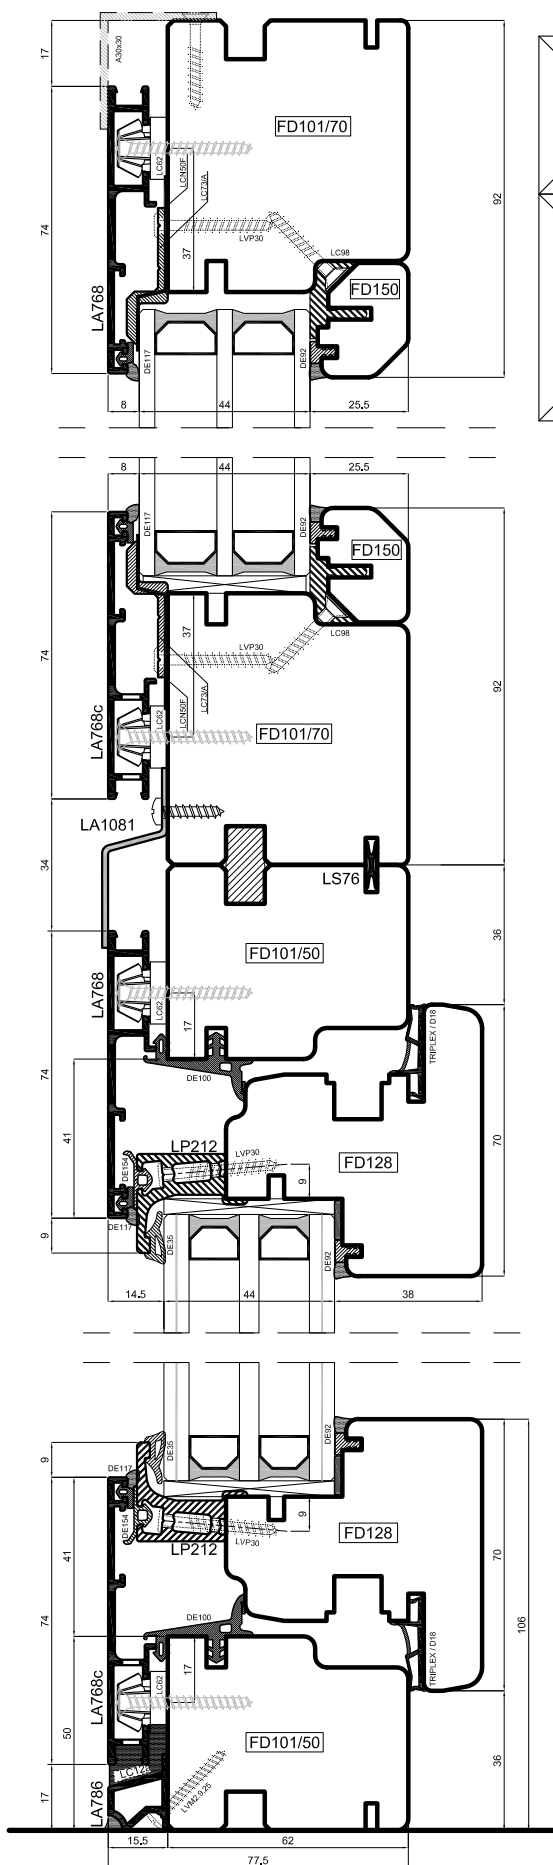 17
A30x30
FD101/70
LC62
LCN50F
LC73/A
LVP30
LC98
37
74
92
LA768
FD150
DE117
DE92
8
44
25.5
8
44
25.5
DE117
DE92
FD150
37
LVP30
LC98
74
92
LC62
LCN50F
LC73/A
LA768c
FD101/70
LA1081
34
LS76
36
FD101/50
LA768
LC62
17
TRIPLEX / D18
74
DE100
41
LP212
LVP30
FD128
70
DE154
9
DE117
9
DE35
DE92
14.5
44
38
9
DE35
DE92
DE117
DE154
9
LVP30
FD128
LP212
41
70
106
74
DE100
TRIPLEX / D18
17
LC62
LA768c
50
FD101/50
36
LC12
LVM2.9,25
17
LA786
15.5
62
77.5